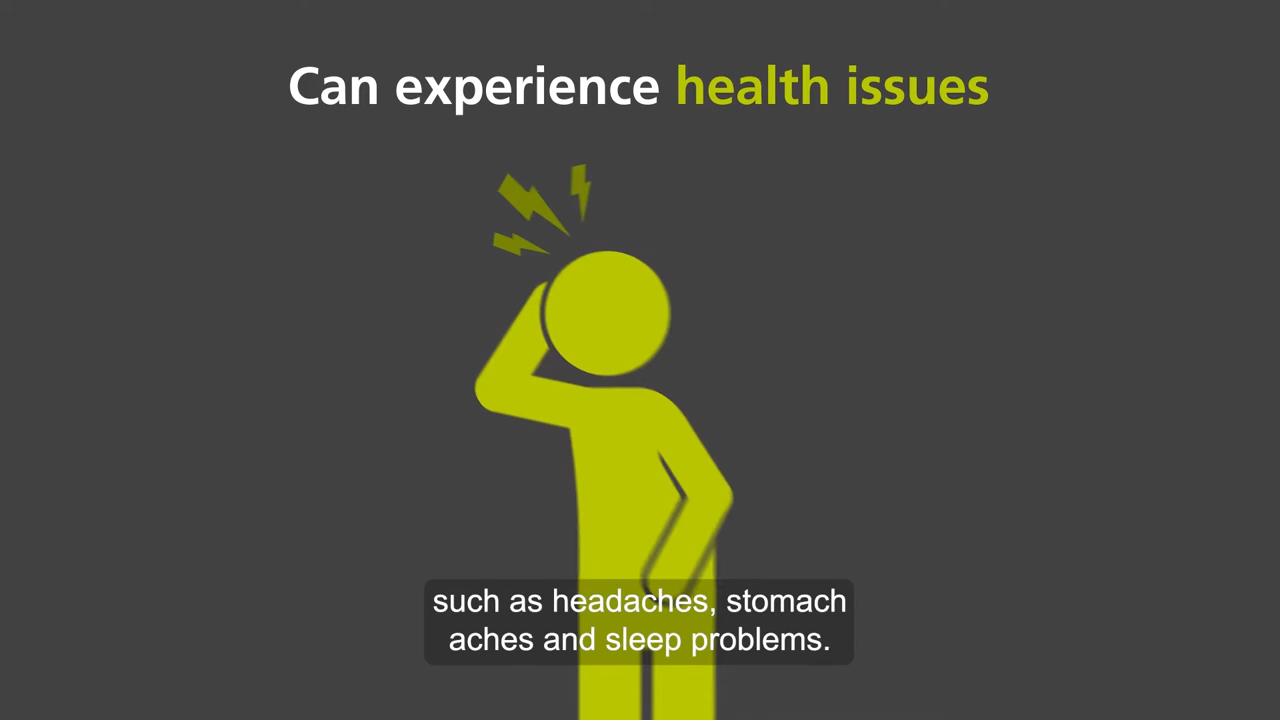 Can experience health issues
such as headaches, stomach
aches and sleep problems.